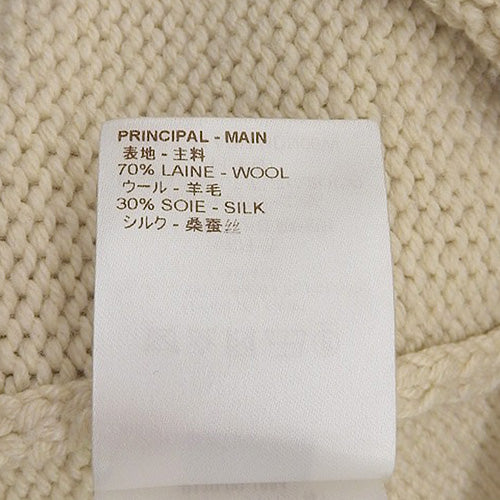 PRINCIPAL - MAIN
表地 - 主料
70% LAINE - WOOL
ウール - 羊毛
30% SOIE - SILK
シルク - 桑蚕丝